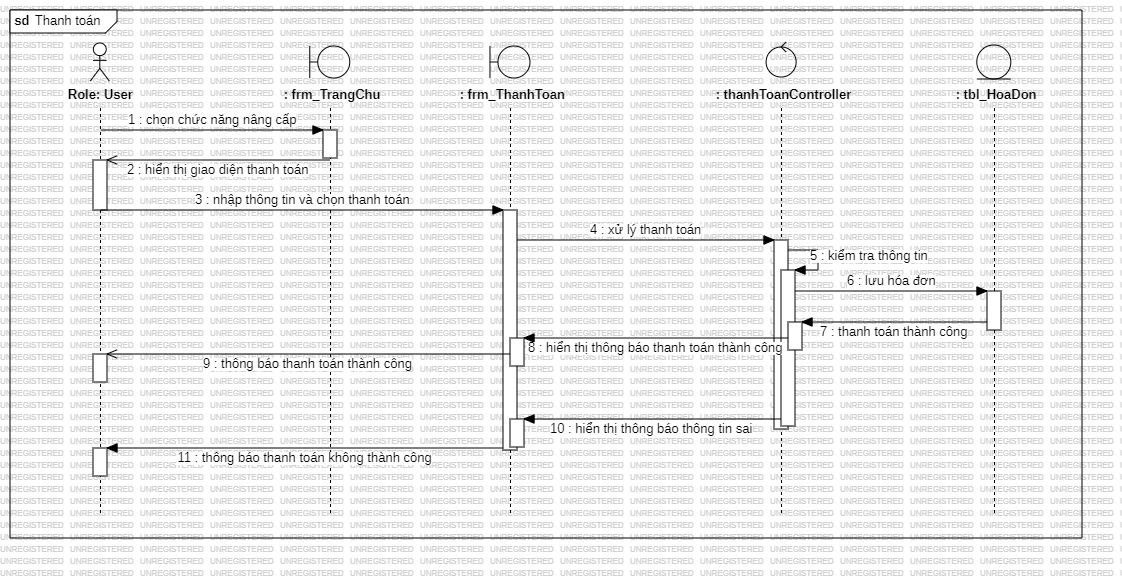 sd Thanh toán
Role: User
: frm_TrangChu
: frm_ThanhToan
: thanhToanController
: tbl_HoaDon
1 : chọn chức năng nâng cấp
2 : hiển thị giao diện thanh toán
3 : nhập thông tin và chọn thanh toán
4 : xử lý thanh toán
5 : kiểm tra thông tin
6 : lưu hóa đơn
7 : thanh toán thành công
8 : hiển thị thông báo thanh toán thành công
9 : thông báo thanh toán thành công
10 : hiển thị thông báo thông tin sai
11 : thông báo thanh toán không thành công
UNREGISTERED